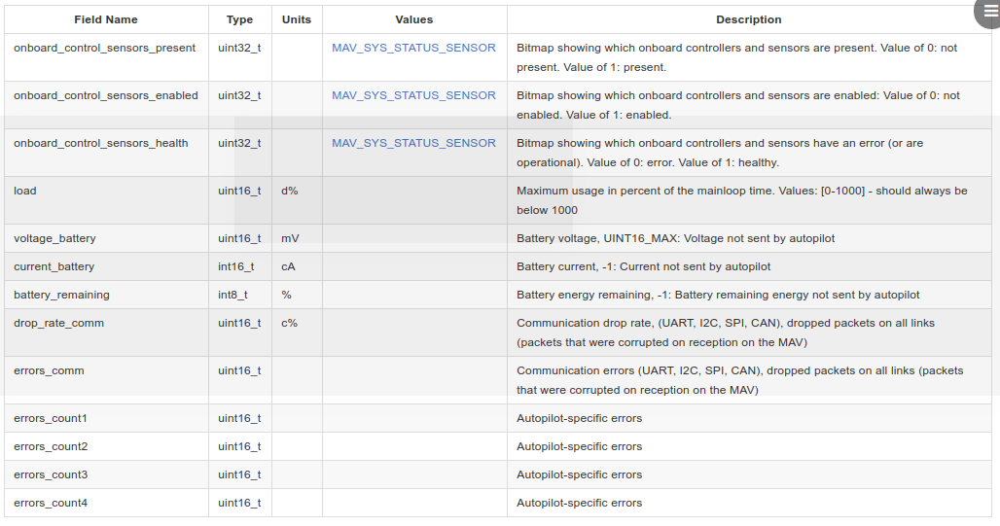 Field Name Type Units Values Description
onboard_control_sensors_present uint32_t MAV_SYS_STATUS_SENSOR Bitmap showing which onboard controllers and sensors are present. Value of 0: not
present. Value of 1: present.
onboard_control_sensors_enabled uint32_t MAV_SYS_STATUS_SENSOR Bitmap showing which onboard controllers and sensors are enabled: Value of 0: not
enabled. Value of 1: enabled.
onboard_control_sensors_health uint32_t MAV_SYS_STATUS_SENSOR Bitmap showing which onboard controllers and sensors have an error (or are
operational). Value of 0: error. Value of 1: healthy.
load uint16_t d% Maximum usage in percent of the mainloop time. Values: [0-1000] - should always be
below 1000
voltage_battery uint16_t mV Battery voltage, UINT16_MAX: Voltage not sent by autopilot
current_battery int16_t cA Battery current, -1: Current not sent by autopilot
battery_remaining int8_t % Battery energy remaining, -1: Battery remaining energy not sent by autopilot
drop_rate_comm uint16_t c% Communication drop rate, (UART, I2C, SPI, CAN), dropped packets on all links
(packets that were corrupted on reception on the MAV)
errors_comm uint16_t Communication errors (UART, I2C, SPI, CAN), dropped packets on all links (packets
that were corrupted on reception on the MAV)
errors_count1 uint16_t Autopilot-specific errors
errors_count2 uint16_t Autopilot-specific errors
errors_count3 uint16_t Autopilot-specific errors
errors_count4 uint16_t Autopilot-specific errors